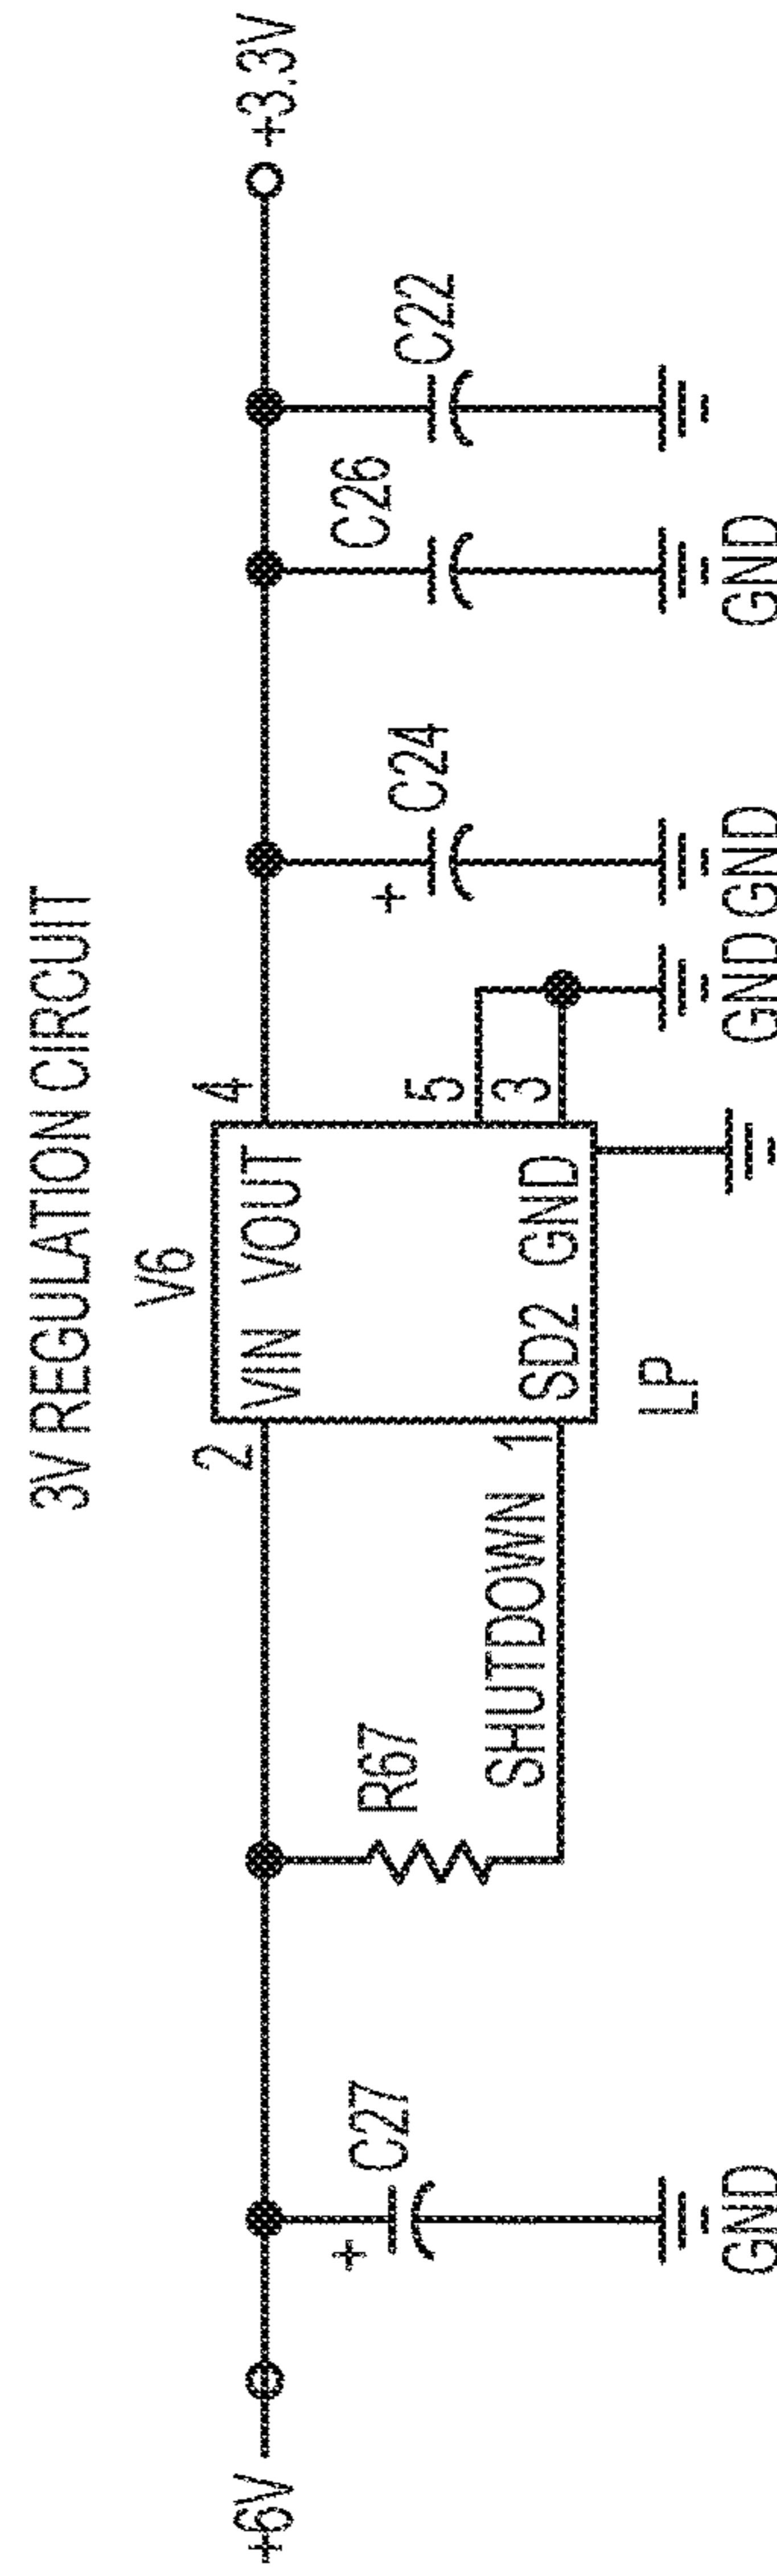 3V REGULATION CIRCUIT
V6
+6V
2
VIN VOUT
4
+3.3V
C27
R67
5
C24
C26
C22
SHUTDOWN
1
SD2 GND
3
LP
GND
GND
GND
GND
+
+